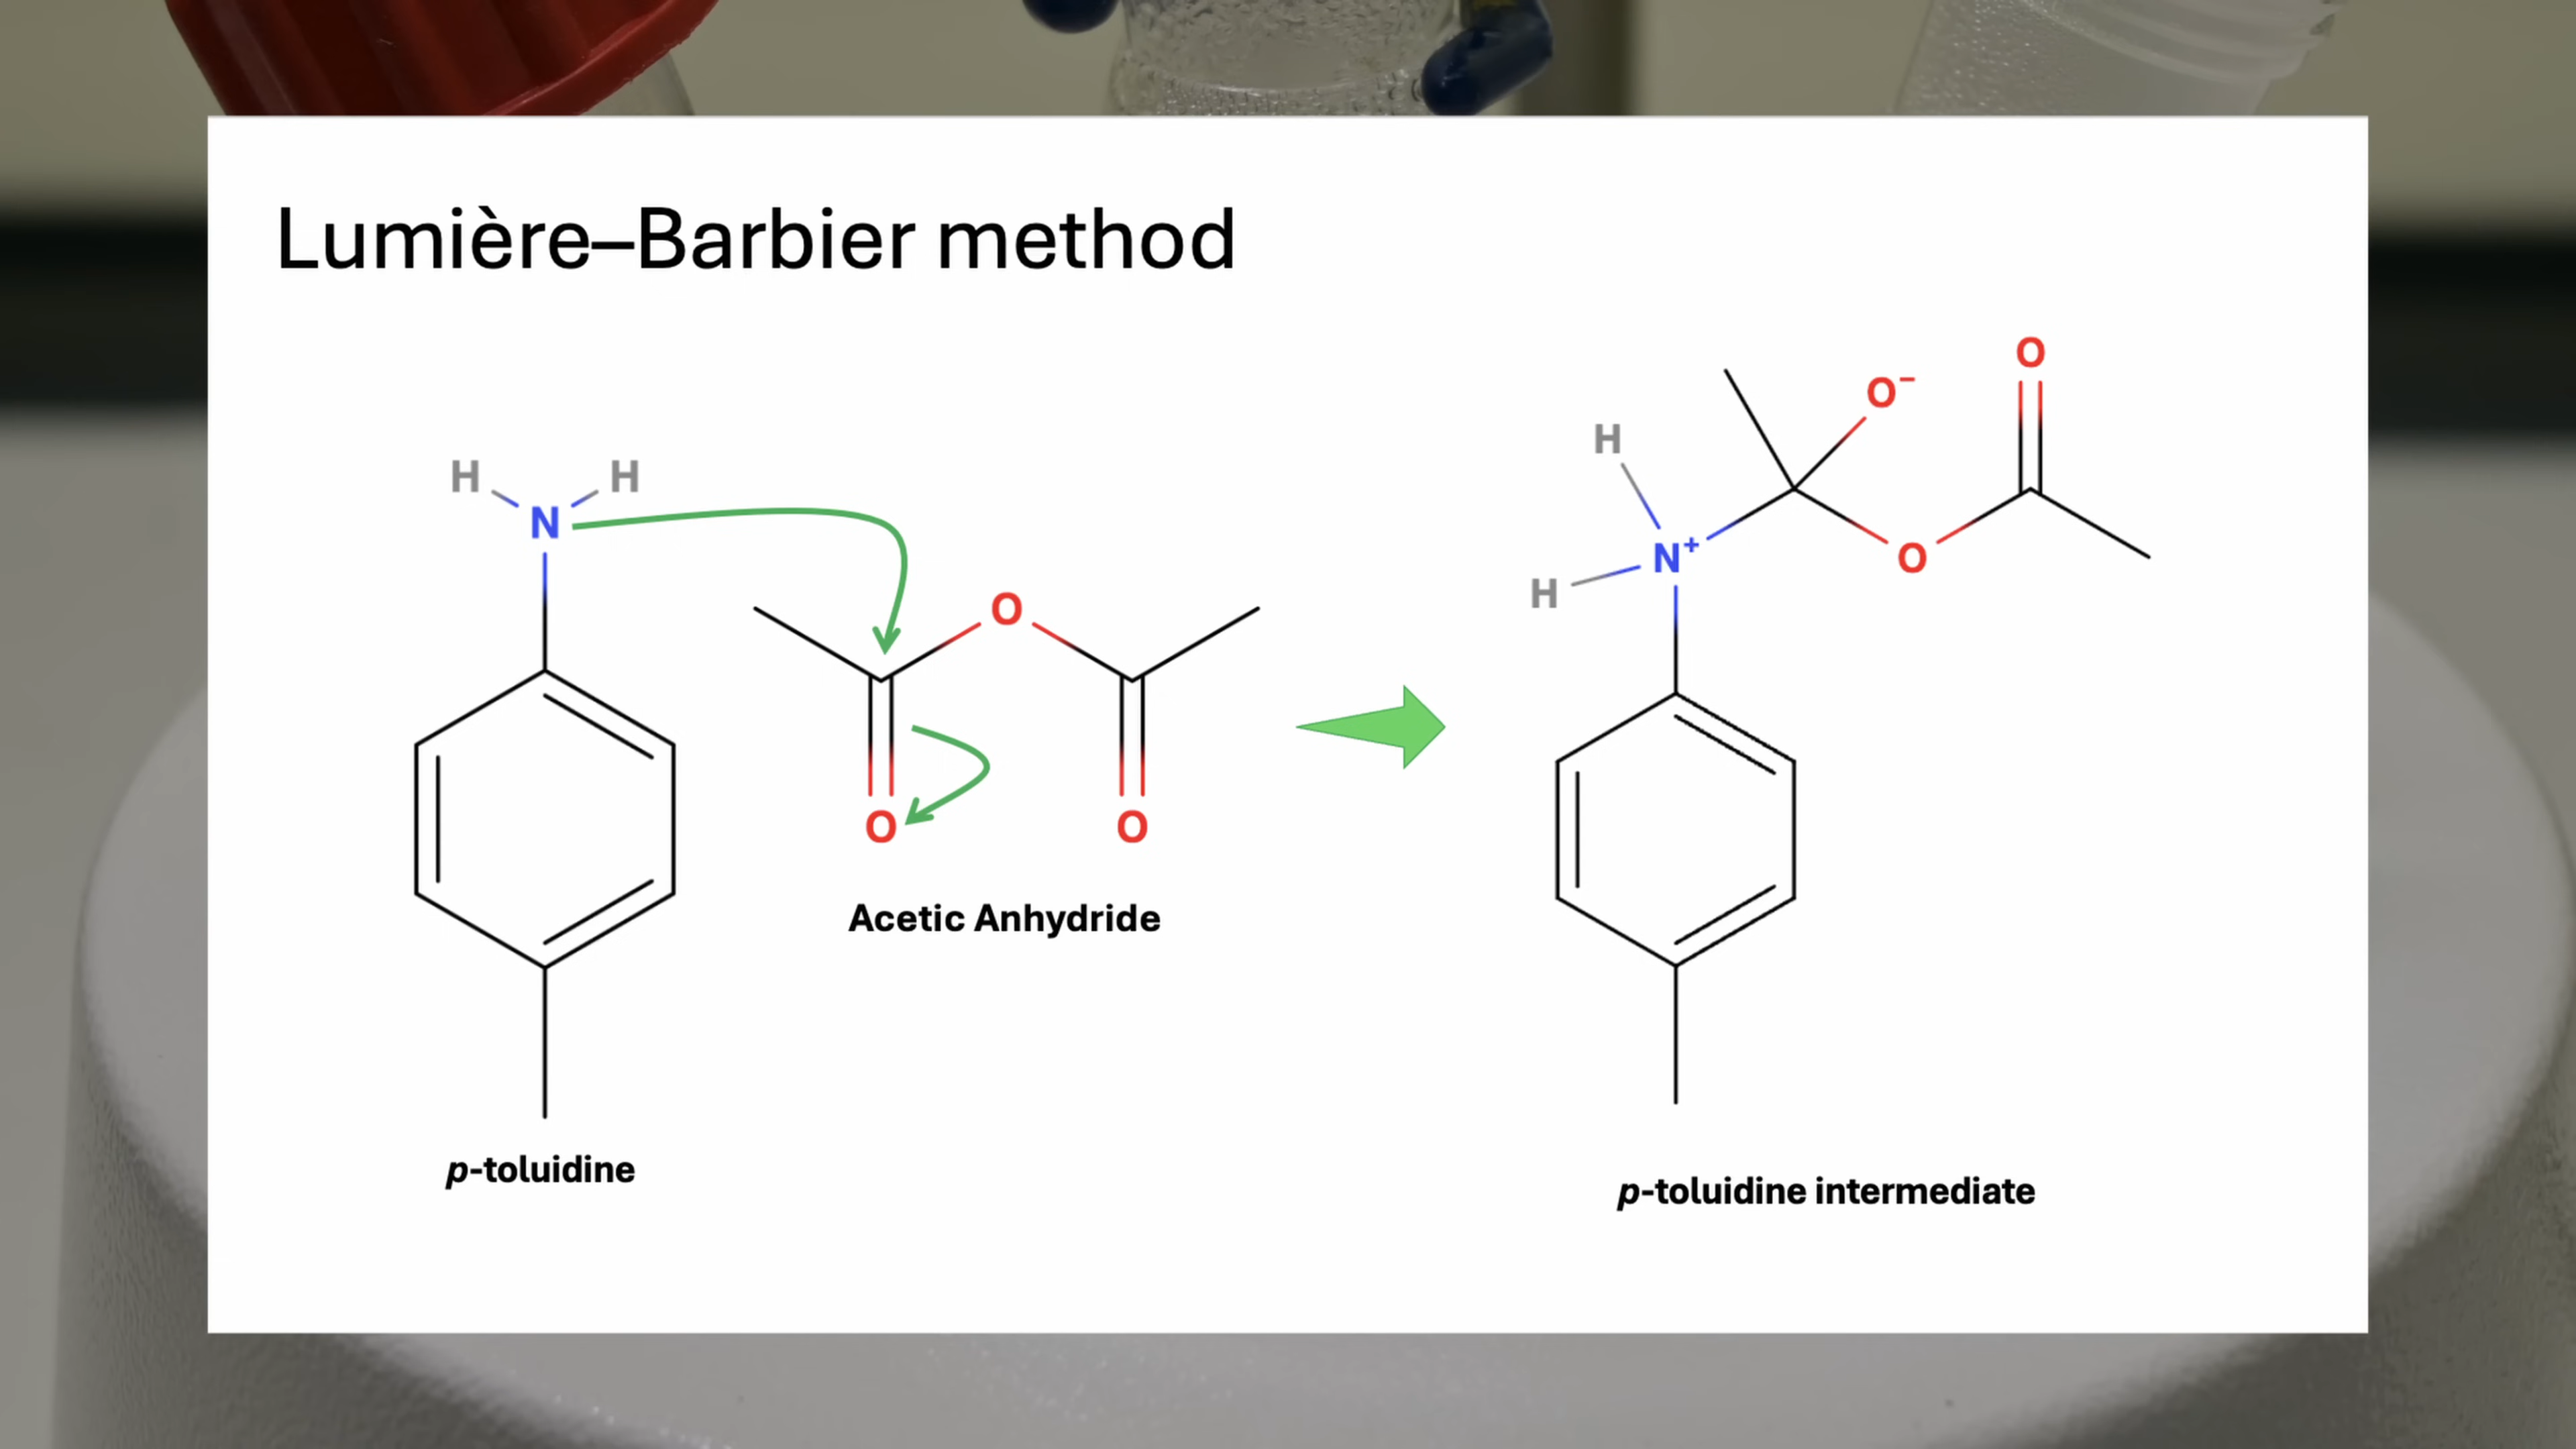 Lumière–Barbier method
H H
N
O
O O
Acetic Anhydride
p-toluidine
O
O⁻
H
N⁺
O
H
p-toluidine intermediate